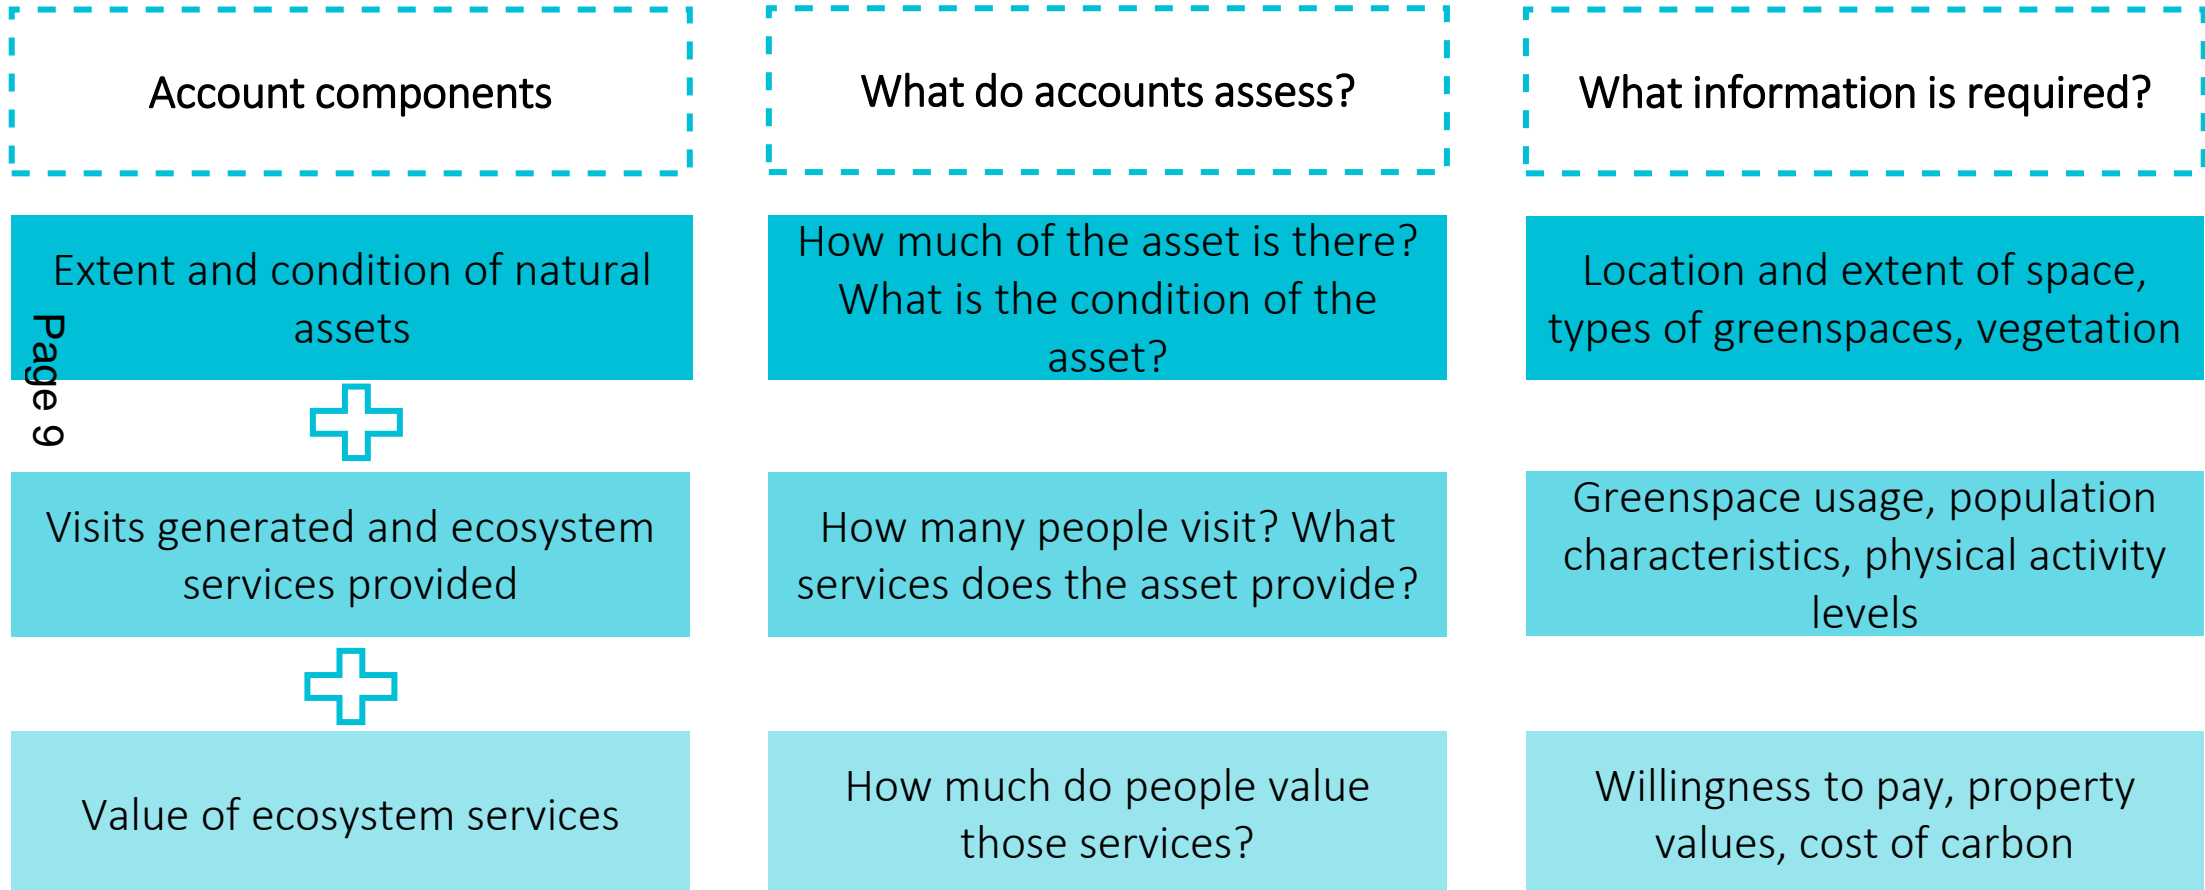 Account components
What do accounts assess?
What information is required?
Extent and condition of natural
assets
How much of the asset is there?
What is the condition of the
asset?
Location and extent of space,
types of greenspaces, vegetation
Page 9
Visits generated and ecosystem
services provided
How many people visit? What
services does the asset provide?
Greenspace usage, population
characteristics, physical activity
levels
Value of ecosystem services
How much do people value
those services?
Willingness to pay, property
values, cost of carbon